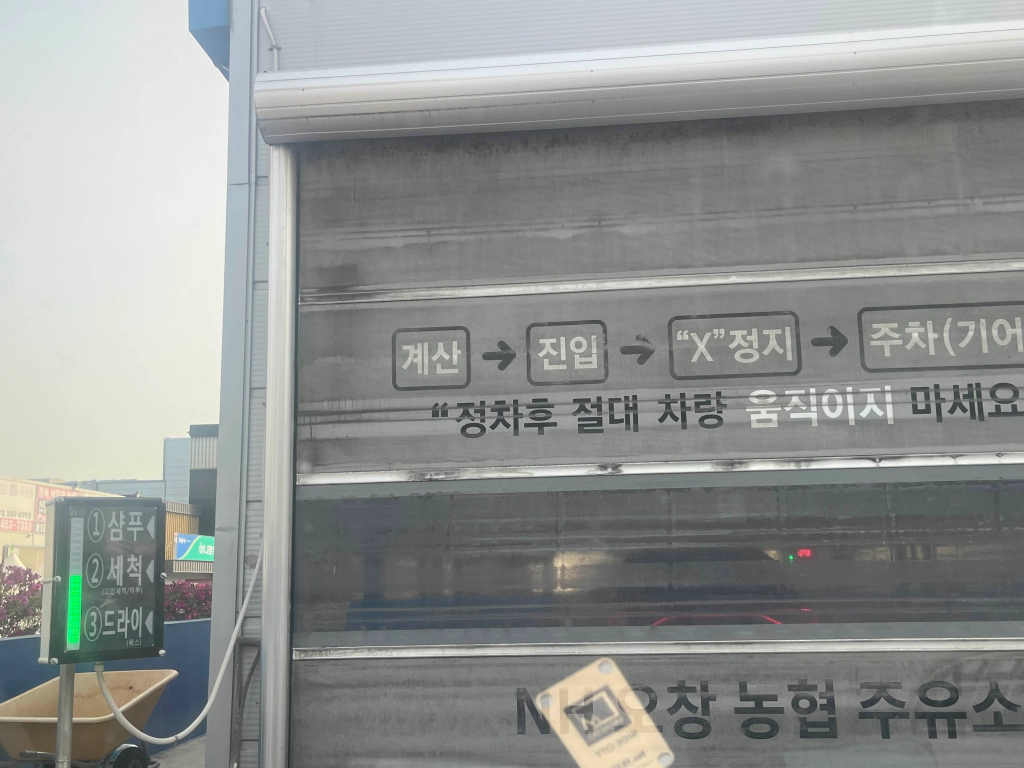 계산 → 진입 → "X"정지 → 주차(기어
"정차후 절대 차량 움직이지 마세요
① 샴푸
② 세척
③ 드라이
NH 오창 농협 주유소